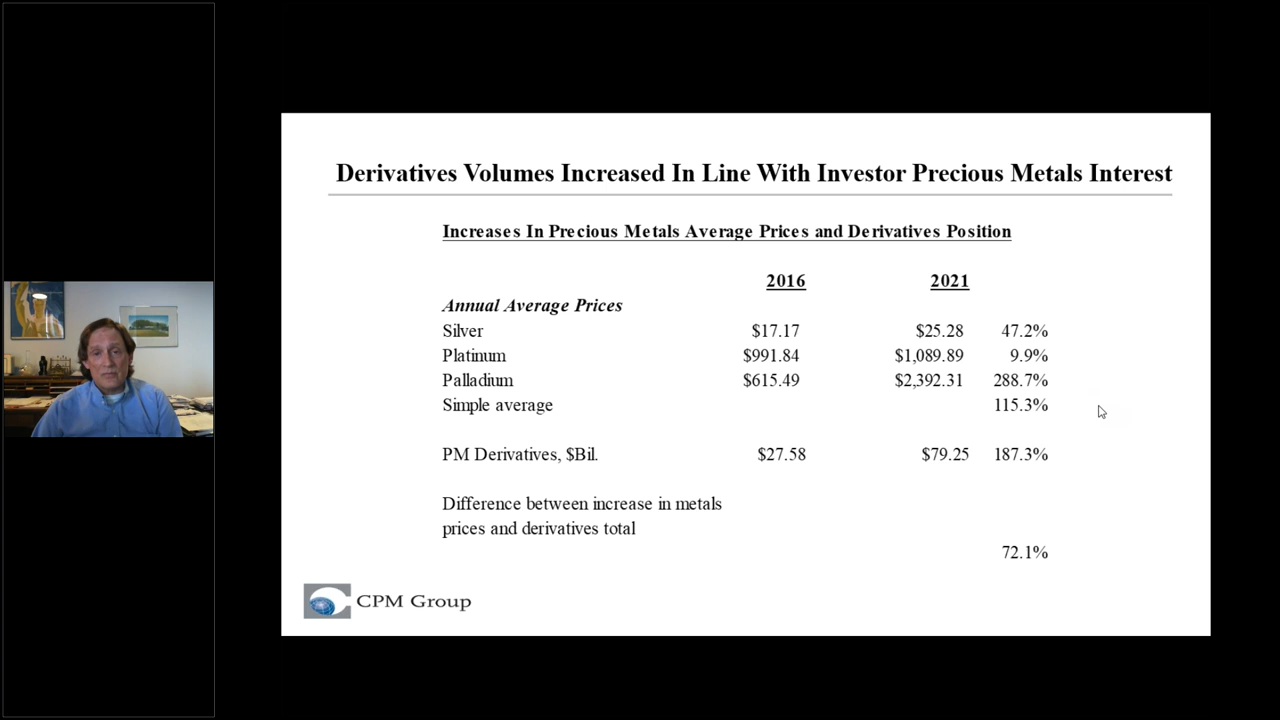 Derivatives Volumes Increased In Line With Investor Precious Metals Interest
Increases In Precious Metals Average Prices and Derivatives Position
2016 2021
Annual Average Prices
Silver $17.17 $25.28 47.2%
Platinum $991.84 $1,089.89 9.9%
Palladium $615.49 $2,392.31 288.7%
Simple average 115.3%
PM Derivatives, $Bil. $27.58 $79.25 187.3%
Difference between increase in metals
prices and derivatives total
72.1%
CPM Group